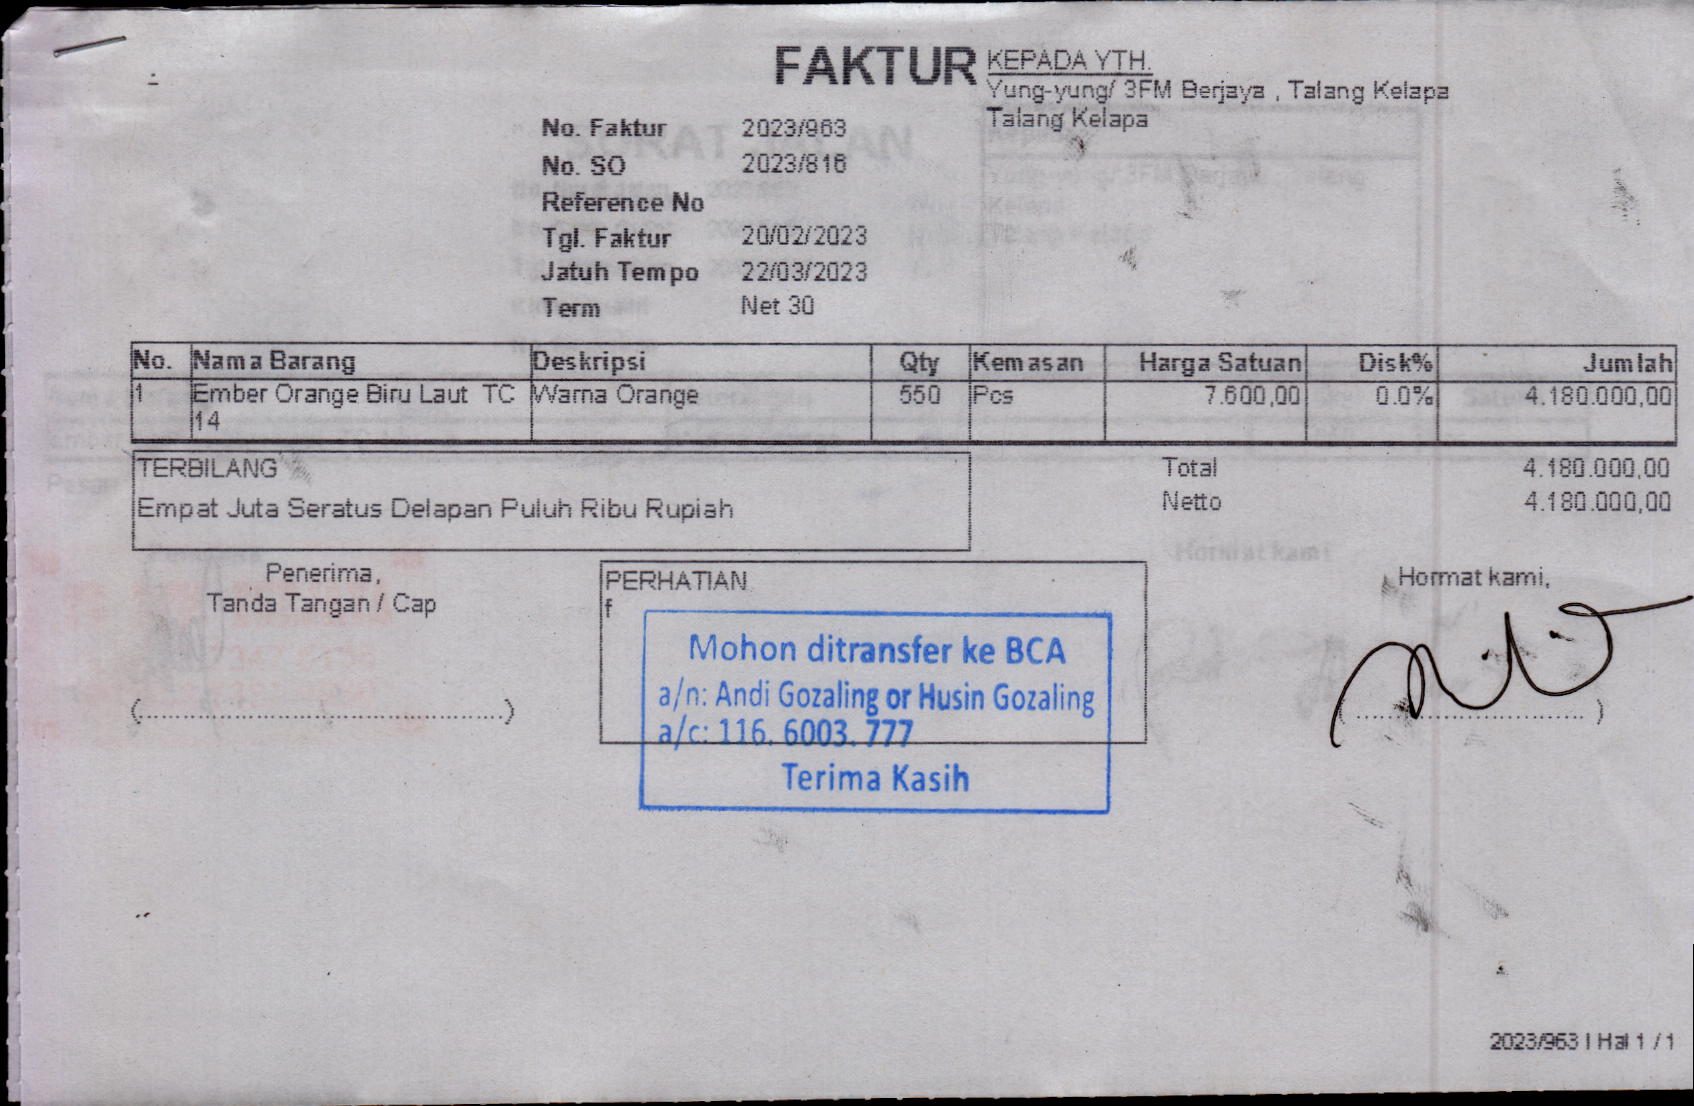 FAKTUR
KEPADA YTH.
Yung-yung/ 3FM Berjaya , Talang Kelapa
Talang Kelapa
No. Faktur 2023/963
No. SO 2023/816
Reference No
Tgl. Faktur 20/02/2023
Jatuh Tempo 22/03/2023
Term Net 30
No. Nama Barang Deskripsi Qty Kemasan Harga Satuan Disk% Jumlah
1 Ember Orange Biru Laut TC Warna Orange 550 Pcs 7.600,00 0.0% 4.180.000,00
14
TERBILANG
Empat Juta Seratus Delapan Puluh Ribu Rupiah
Total 4.180.000,00
Netto 4.180.000,00
Penerima,
Tanda Tangan / Cap
(................................................)
PERHATIAN
f
Mohon ditransfer ke BCA
a/n: Andi Gozaling or Husin Gozaling
a/c: 116. 6003. 777
Terima Kasih
Hormat kami,
(................................)
2023/963 | Hal 1 / 1